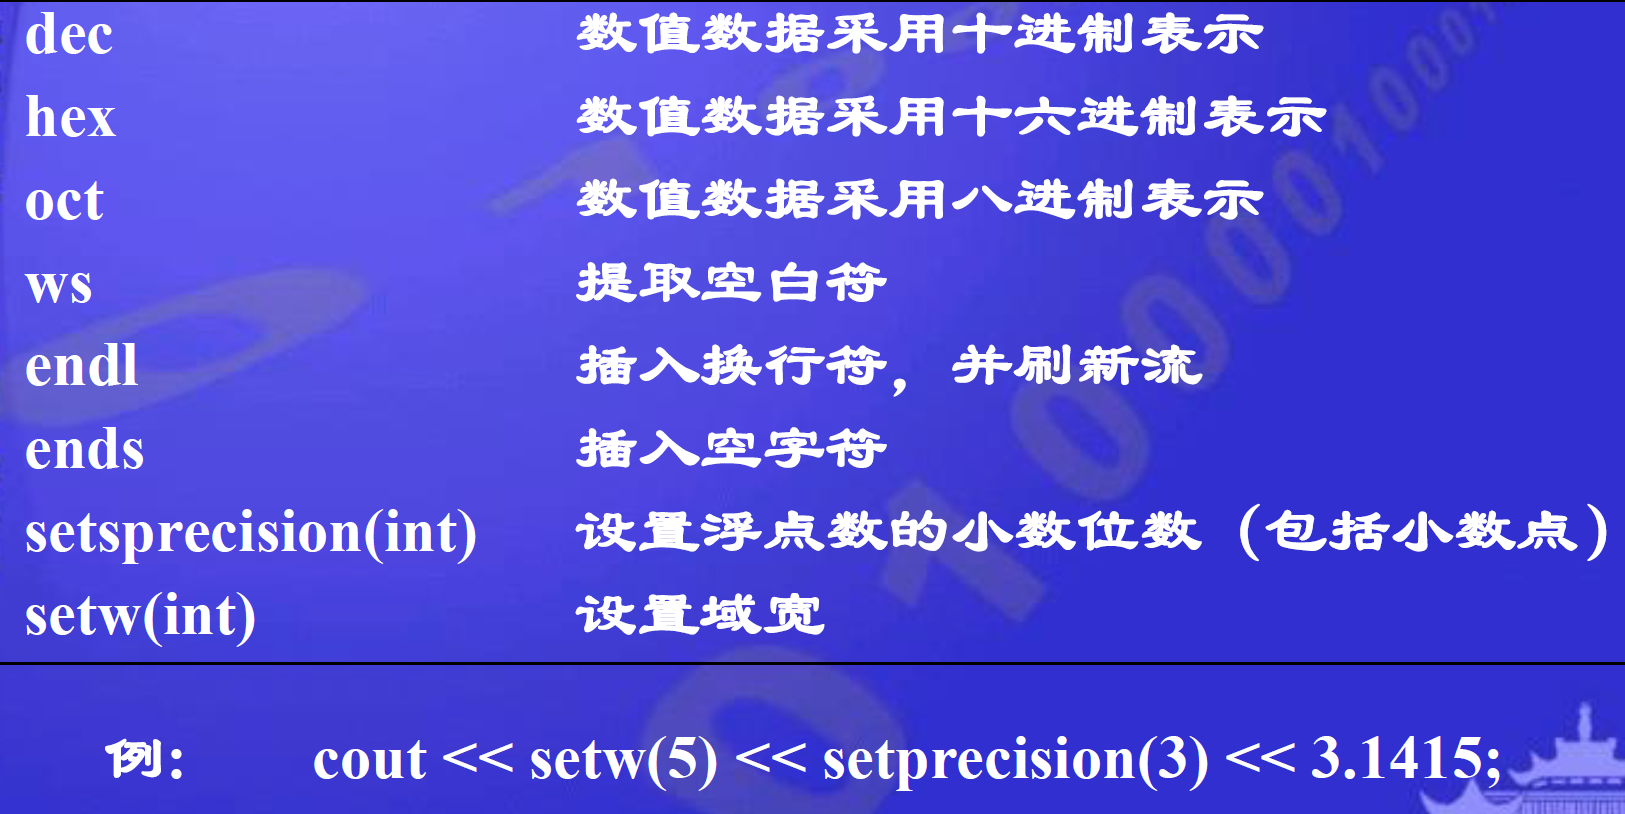 dec 数值数据采用十进制表示
hex 数值数据采用十六进制表示
oct 数值数据采用八进制表示
ws 提取空白符
endl 插入换行符，并刷新流
ends 插入空字符
setsprecision(int) 设置浮点数的小数位数（包括小数点）
setw(int) 设置域宽
例： cout << setw(5) << setprecision(3) << 3.1415;